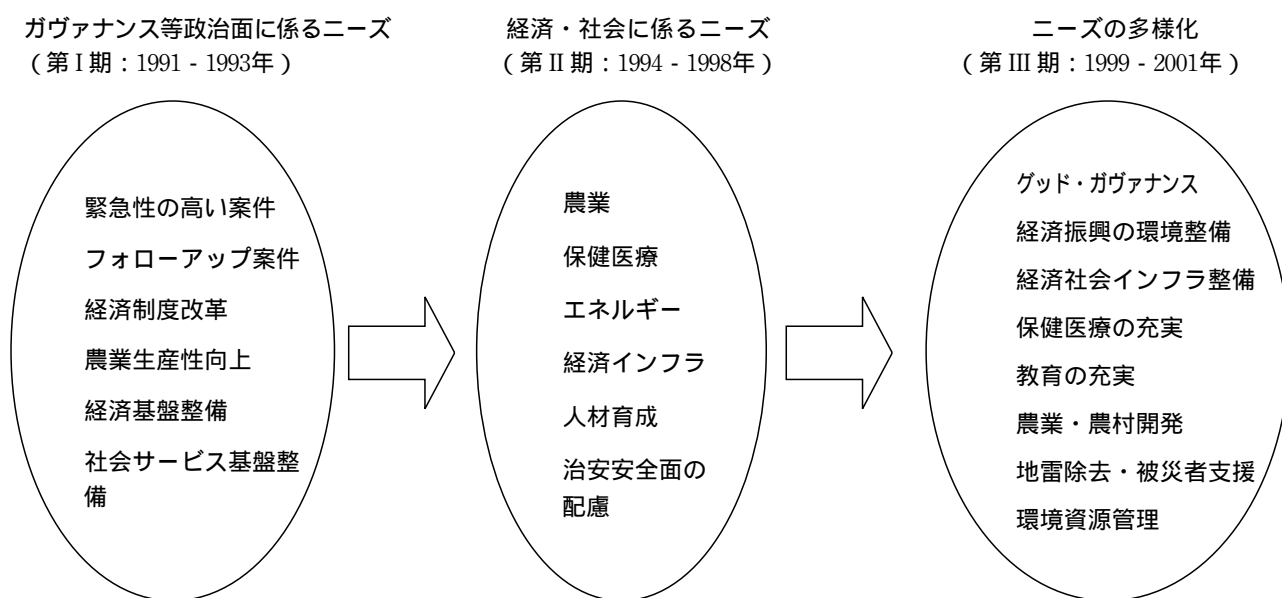 ガヴァナンス等政治面に係るニーズ
（第 I 期：1991 - 1993年）
緊急性の高い案件
フォローアップ案件
経済制度改革
農業生産性向上
経済基盤整備
社会サービス基盤整
備
経済・社会に係るニーズ
（第 II 期：1994 - 1998年）
農業
保健医療
エネルギー
経済インフラ
人材育成
治安安全面の
配慮
ニーズの多様化
（第 III 期：1999 - 2001年）
グッド・ガヴァナンス
経済振興の環境整備
経済社会インフラ整備
保健医療の充実
教育の充実
農業・農村開発
地雷除去・被災者支援
環境資源管理